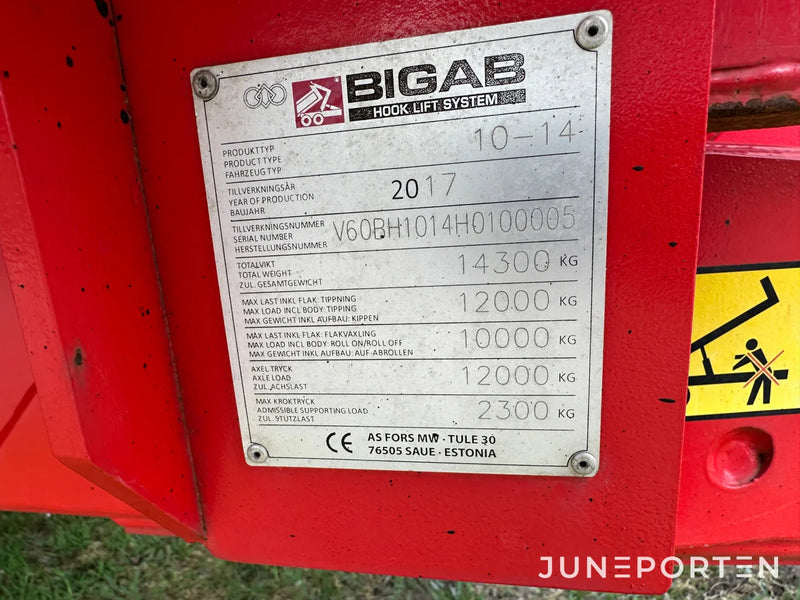 BIGAB
HOOK LIFT SYSTEM
PRODUKTTYP
PRODUCT TYPE
FAHRZEUG TYP
10-14
TILLVERKNINGSÅR
YEAR OF PRODUCTION
BAUJAHR
2017
TILLVERKNINGSNUMMER
SERIAL NUMBER
HERSTELLUNGSNUMMER
V60BH1014H0100005
TOTALVIKT
TOTAL WEIGHT
ZUL. GESAMTGEWICHT
14300 KG
MAX LAST INKL FLAK: TIPPNING
MAX LOAD INCL BODY: TIPPING
MAX GEWICHT INKL AUFBAU: KIPPEN
12000 KG
MAX LAST INKL FLAK: FLAKVÄXLING
MAX LOAD INCL BODY: ROLL ON/ROLL OFF
MAX GEWICHT INKL AUFBAU: AUF-ABROLLEN
10000 KG
AXEL TRYCK
AXLE LOAD
ZUL. ACHSLAST
12000 KG
MAX KROKTRYCK
ADMISSIBLE SUPPORTING LOAD
ZUL. STÜTZLAST
2300 KG
CE
AS FORS MW · TULE 30
76505 SAUE · ESTONIA
JUNEPORTEN